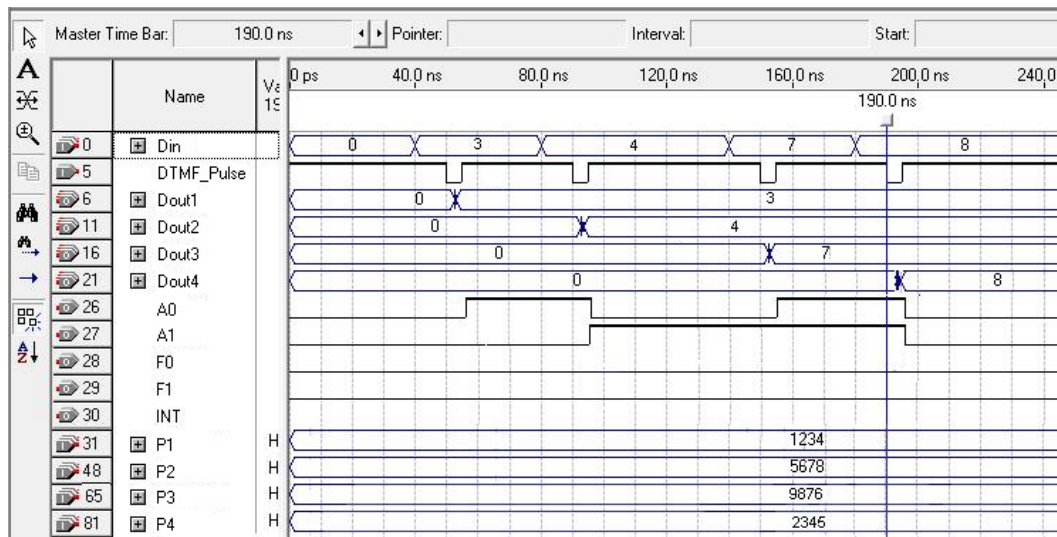 Master Time Bar: 190.0 ns Pointer: Interval: Start:
A
Name
Va
19
0 ps 40.0 ns 80.0 ns 120.0 ns 160.0 ns 200.0 ns 240.0
190.0 ns
0 Din 0 3 4 7 8
5 DTMF_Pulse
6 Dout1 0 3
11 Dout2 0 4
16 Dout3 0 7
21 Dout4 0 8
26 A0
27 A1
28 F0
29 F1
30 INT
31 P1 H 1234
48 P2 H 5678
65 P3 H 9876
81 P4 H 2345
A
Z